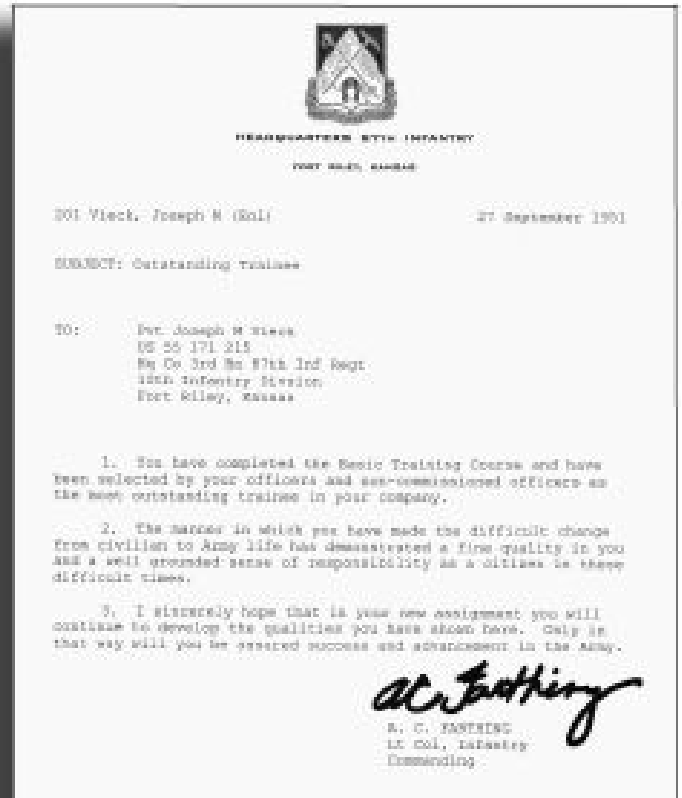 HEADQUARTERS 87TH INFANTRY
FORT RILEY, KANSAS
201 Vieck, Joseph M (Enl) 27 September 1951
SUBJECT: Outstanding Trainee
TO: Pvt Joseph M Vieck
US 55 171 215
Hq Co 3rd Bn 87th Inf Regt
10th Infantry Divsion
Fort Riley, Kansas
1. You have completed the Basic Training Course and have
been selected by your officers and non-commissioned officers as
the most outstanding trainee in your company.
2. The manner in which you have made the difficult change
from civilian to Army life has demonstrated a fine quality in you
and a well grounded sense of responsibility as a citizen in these
difficult times.
3. I sincerely hope that in your new assignment you will
continue to develop the qualities you have shown here. Only in
that way will you be assured success and advancement in the Army.
A. C. Farthing
A. C. FARTHING
Lt Col, Infantry
Commanding